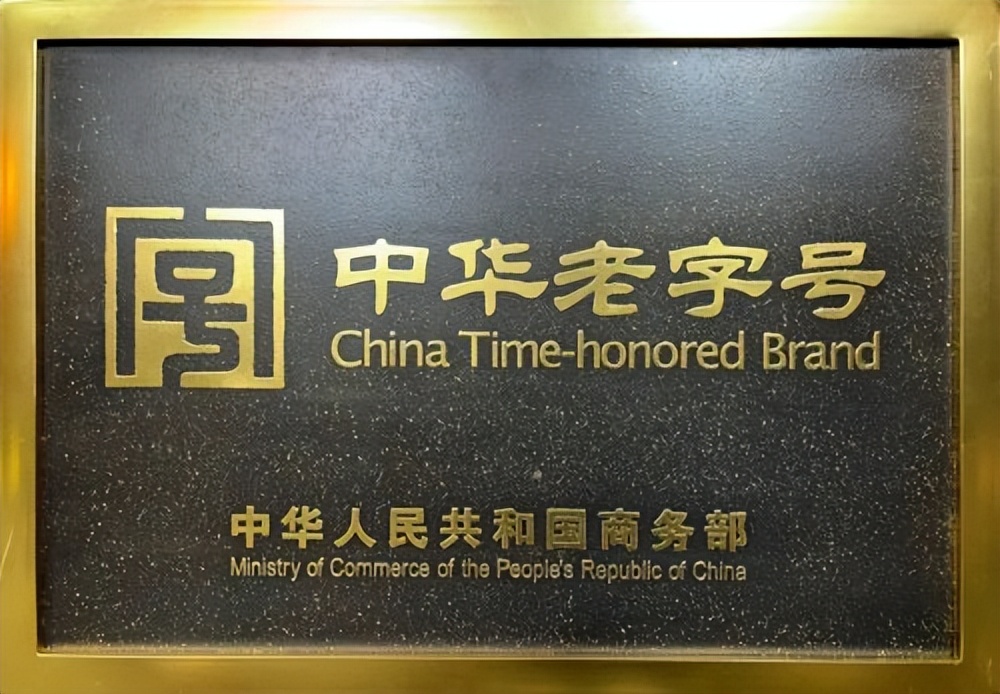 号
中华老字号
China Time-honored Brand
中华人民共和国商务部
Ministry of Commerce of the People's Republic of China